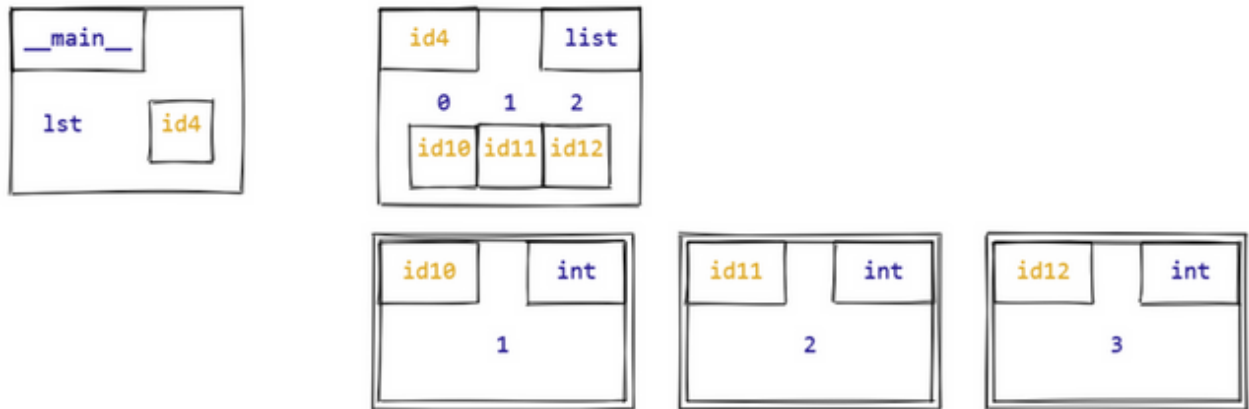 __main__
lst id4
id4 list
0 1 2
id10 id11 id12
id10 int
1
id11 int
2
id12 int
3